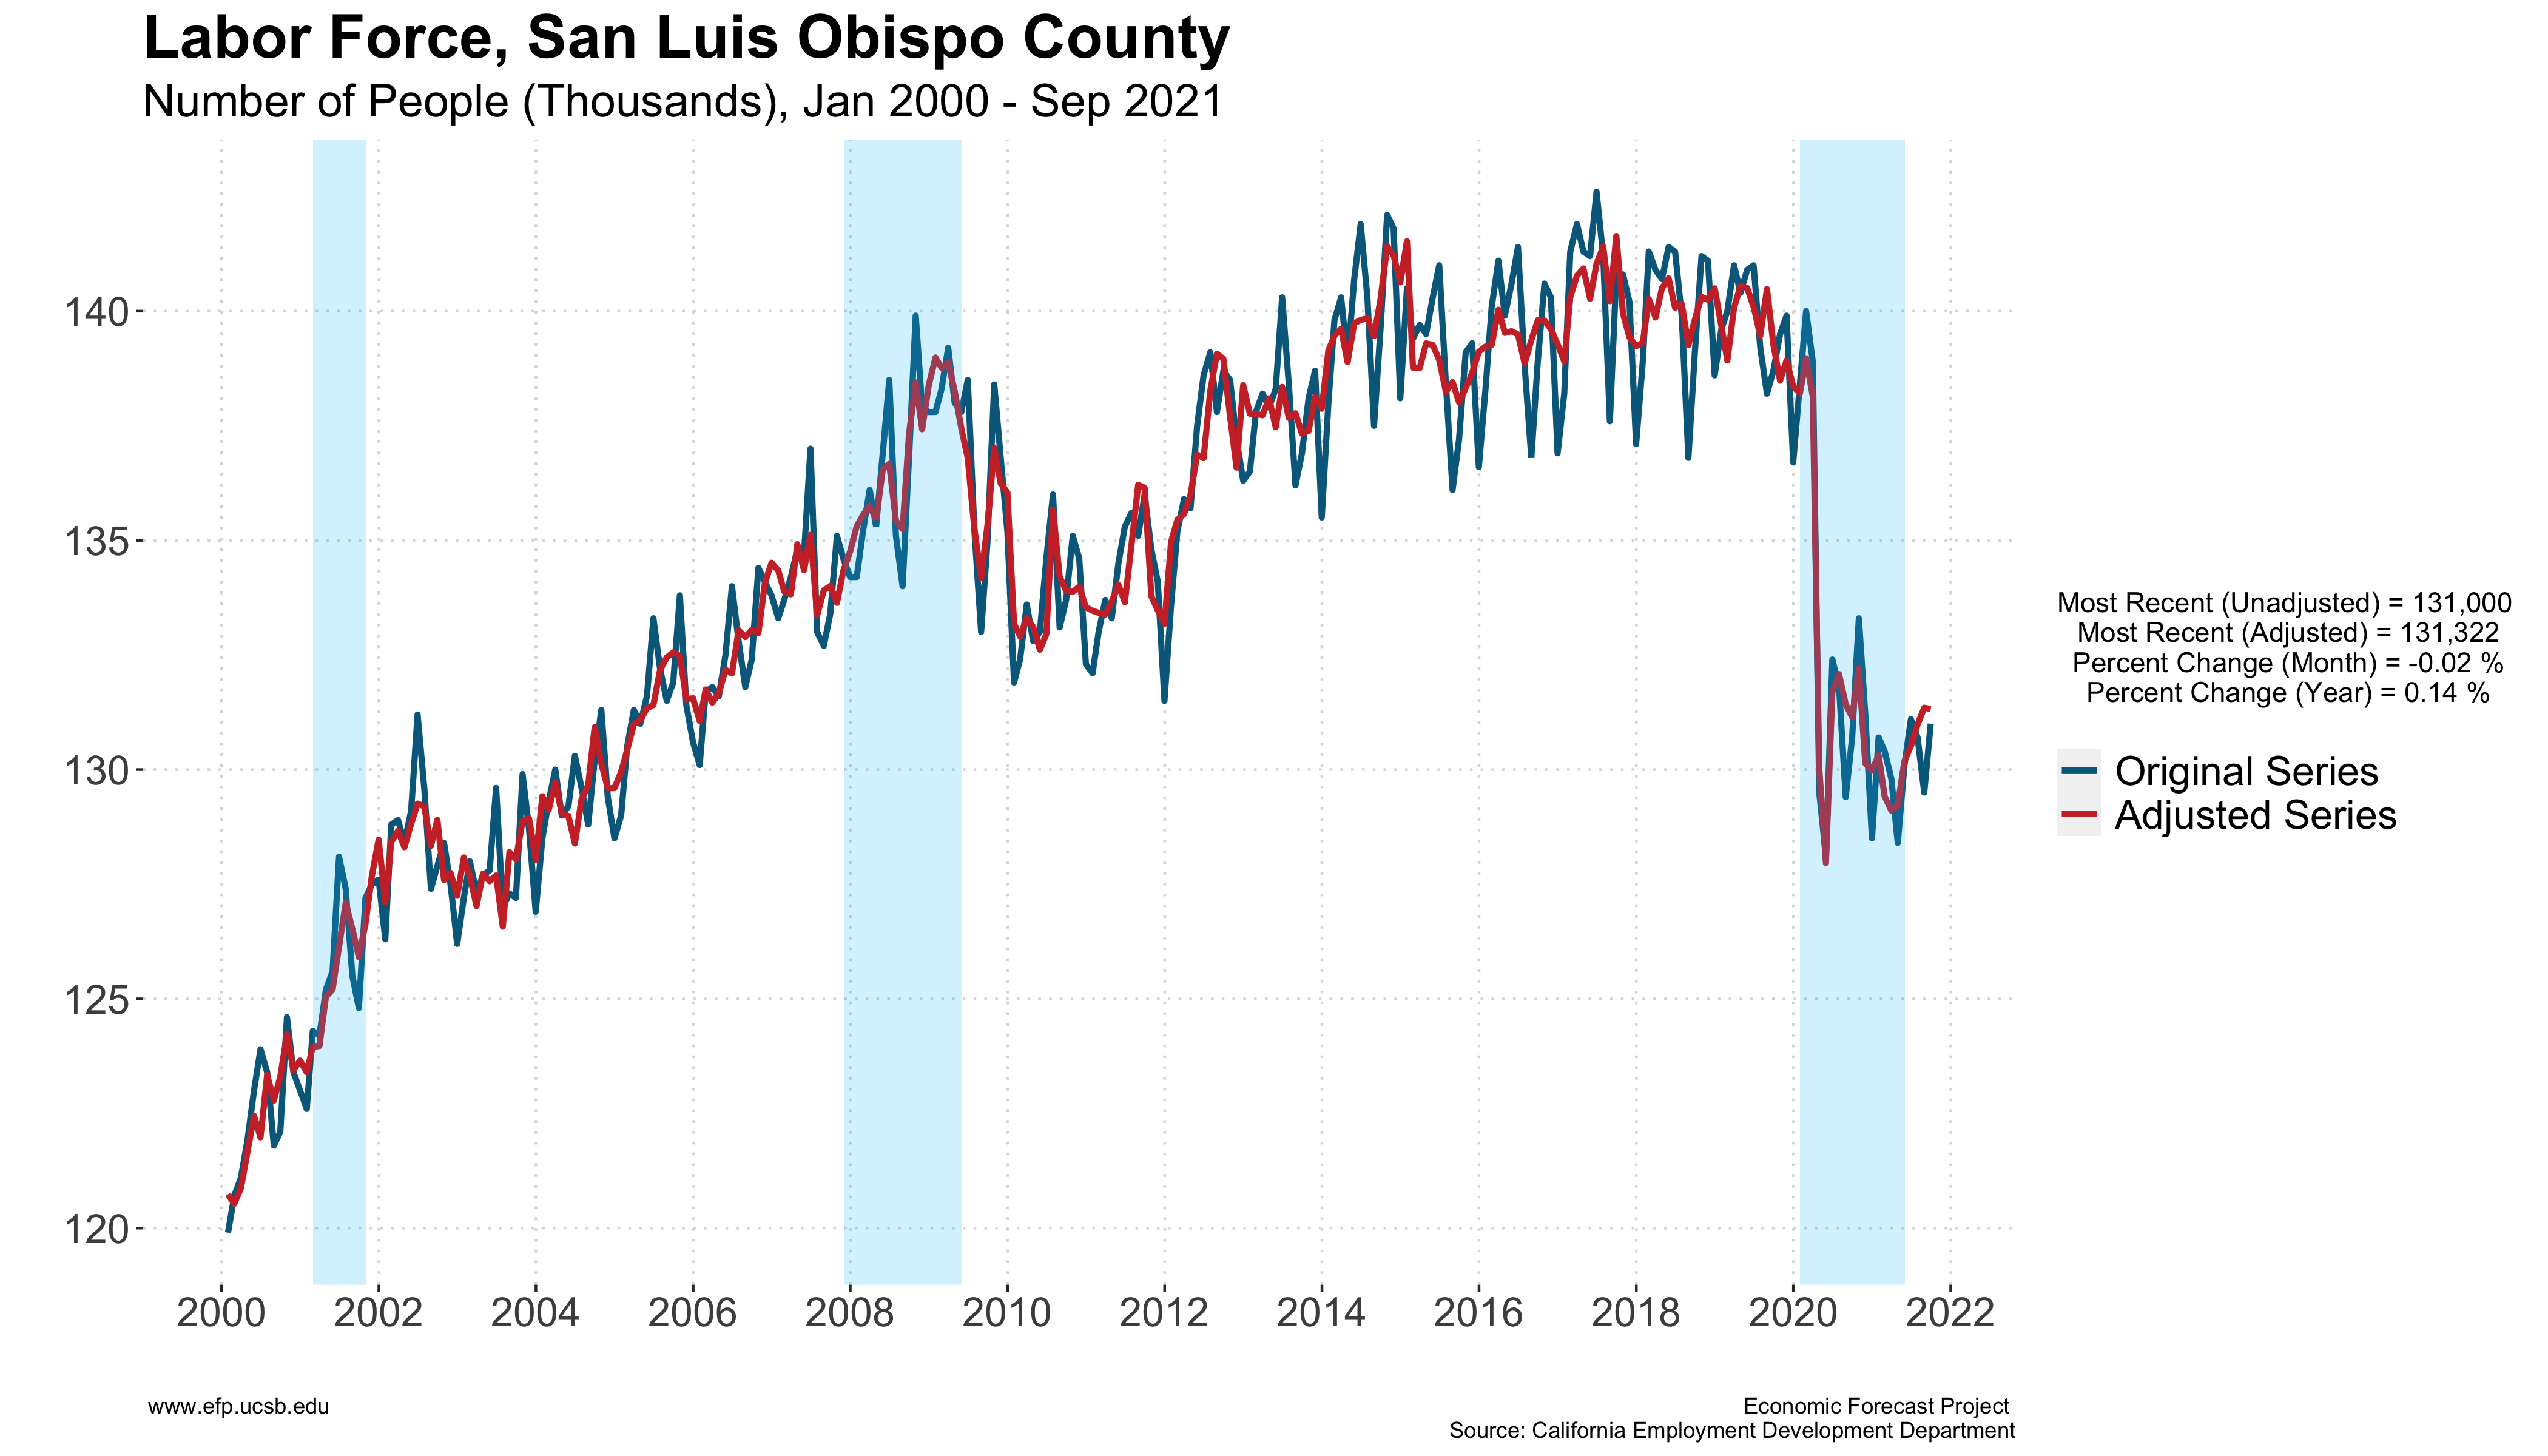 Labor Force, San Luis Obispo County
Number of People (Thousands), Jan 2000 - Sep 2021
140
135
130
125
120
2000 2002 2004 2006 2008 2010 2012 2014 2016 2018 2020 2022
Most Recent (Unadjusted) = 131,000
Most Recent (Adjusted) = 131,322
Percent Change (Month) = -0.02 %
Percent Change (Year) = 0.14 %
Original Series
Adjusted Series
www.efp.ucsb.edu
Economic Forecast Project
Source: California Employment Development Department